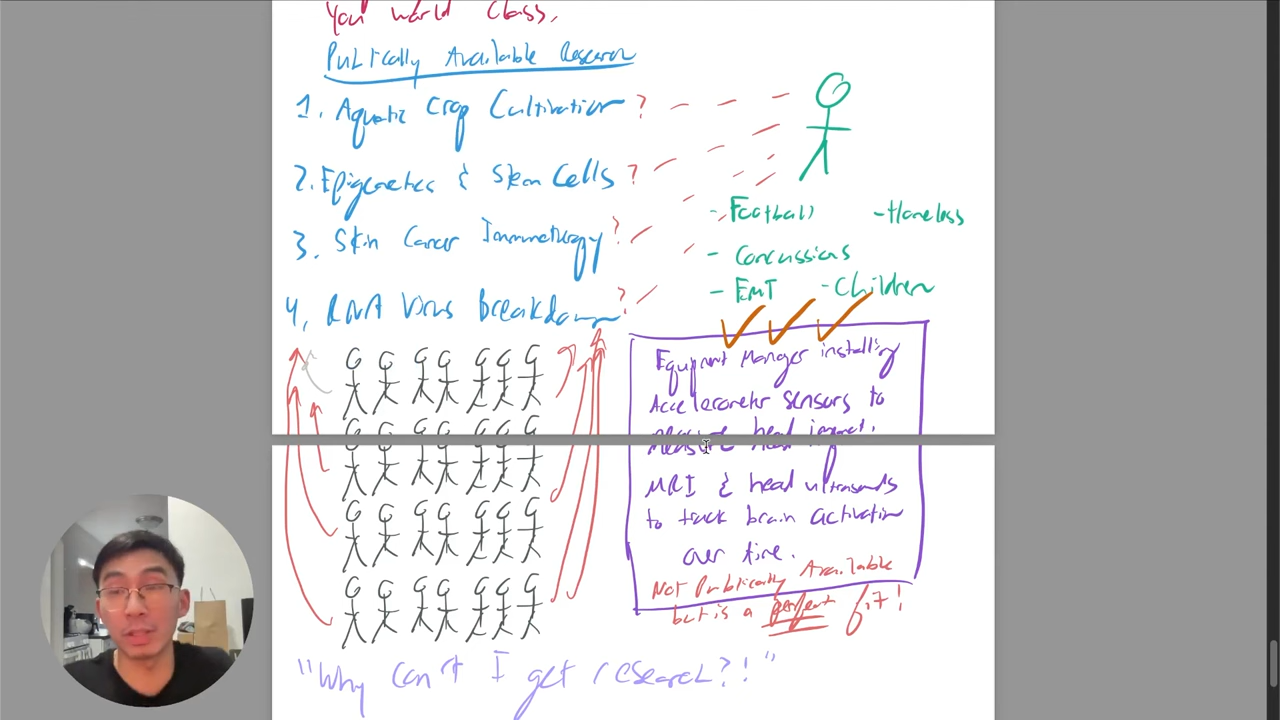 You world class.
Publically Available Research
1. Aquatic Crop Cultivation ?
2. Epigenetics & Stem Cells ?
3. Skin Cancer Immunotherapy ?
4. RNA Virus Breakdown ?
- Football
- Homeless
- Concussions
- EMT
- Children
Equipment Manager installing
Accelerometer sensors to
measure head impact.
MRI & head ultrasounds
to track brain activation
over time.
Not Publically Available
but is a perfect fit!
"Why can't I get research?!"